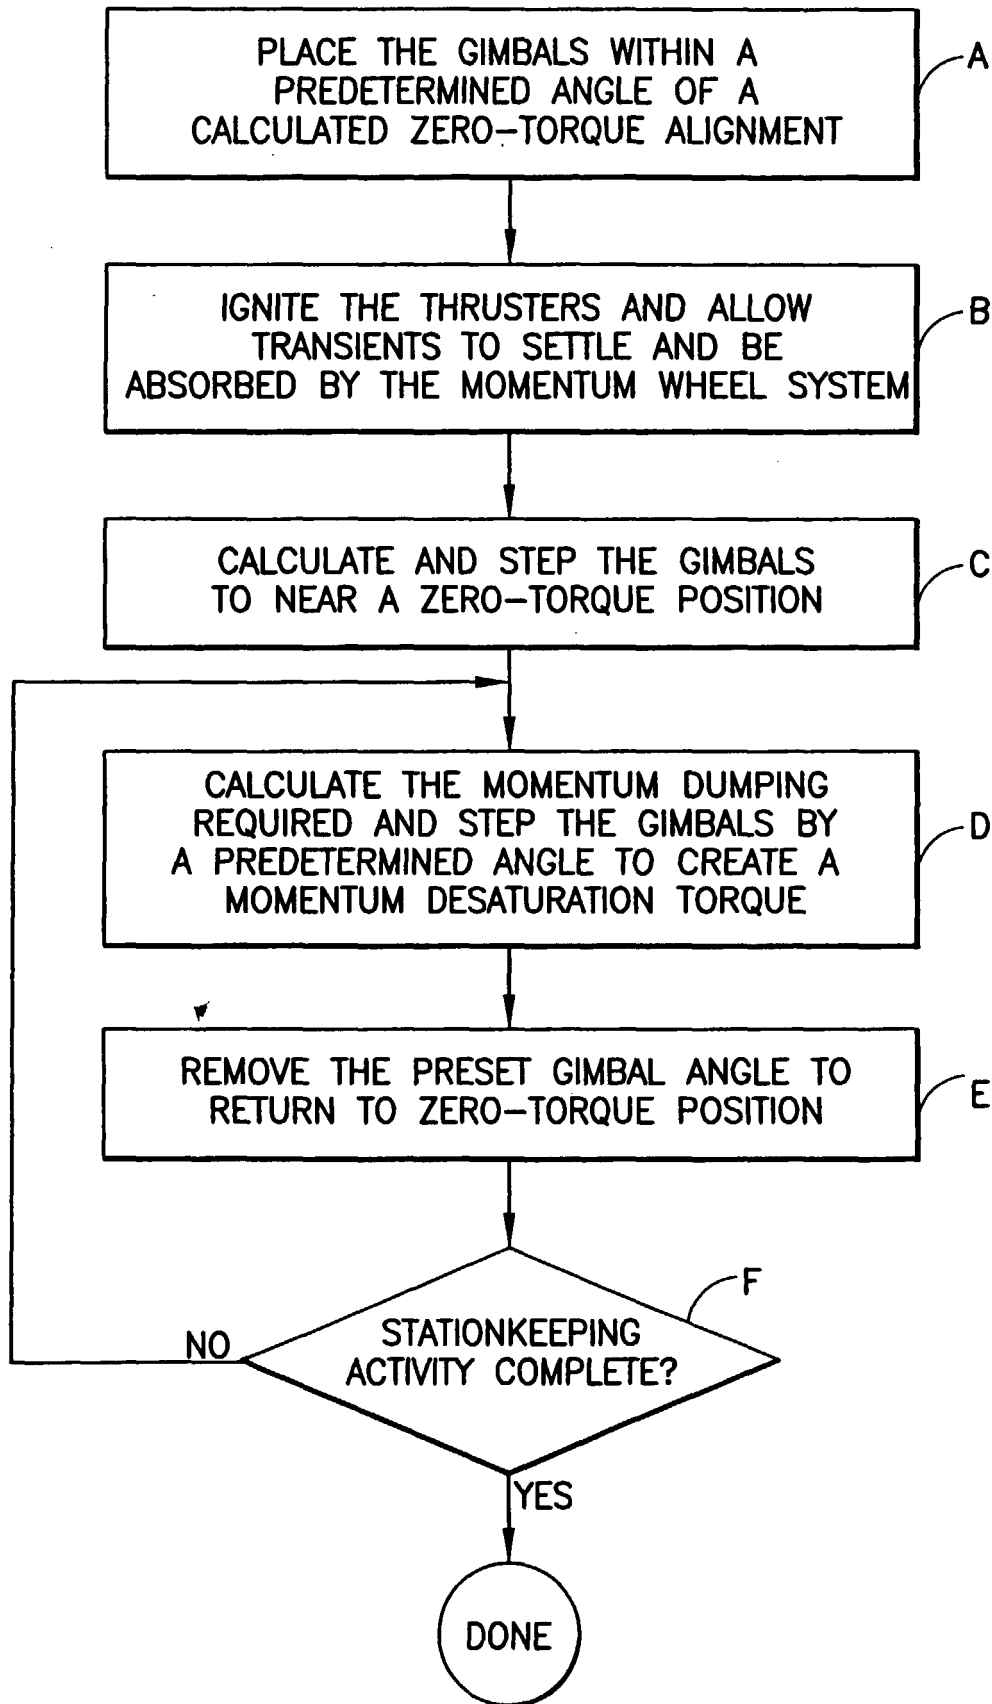 PLACE THE GIMBALS WITHIN A
PREDETERMINED ANGLE OF A
CALCULATED ZERO-TORQUE ALIGNMENT
A
IGNITE THE THRUSTERS AND ALLOW
TRANSIENTS TO SETTLE AND BE
ABSORBED BY THE MOMENTUM WHEEL SYSTEM
B
CALCULATE AND STEP THE GIMBALS
TO NEAR A ZERO-TORQUE POSITION
C
CALCULATE THE MOMENTUM DUMPING
REQUIRED AND STEP THE GIMBALS BY
A PREDETERMINED ANGLE TO CREATE A
MOMENTUM DESATURATION TORQUE
D
REMOVE THE PRESET GIMBAL ANGLE TO
RETURN TO ZERO-TORQUE POSITION
E
F
STATIONKEEPING
ACTIVITY COMPLETE?
NO
YES
DONE